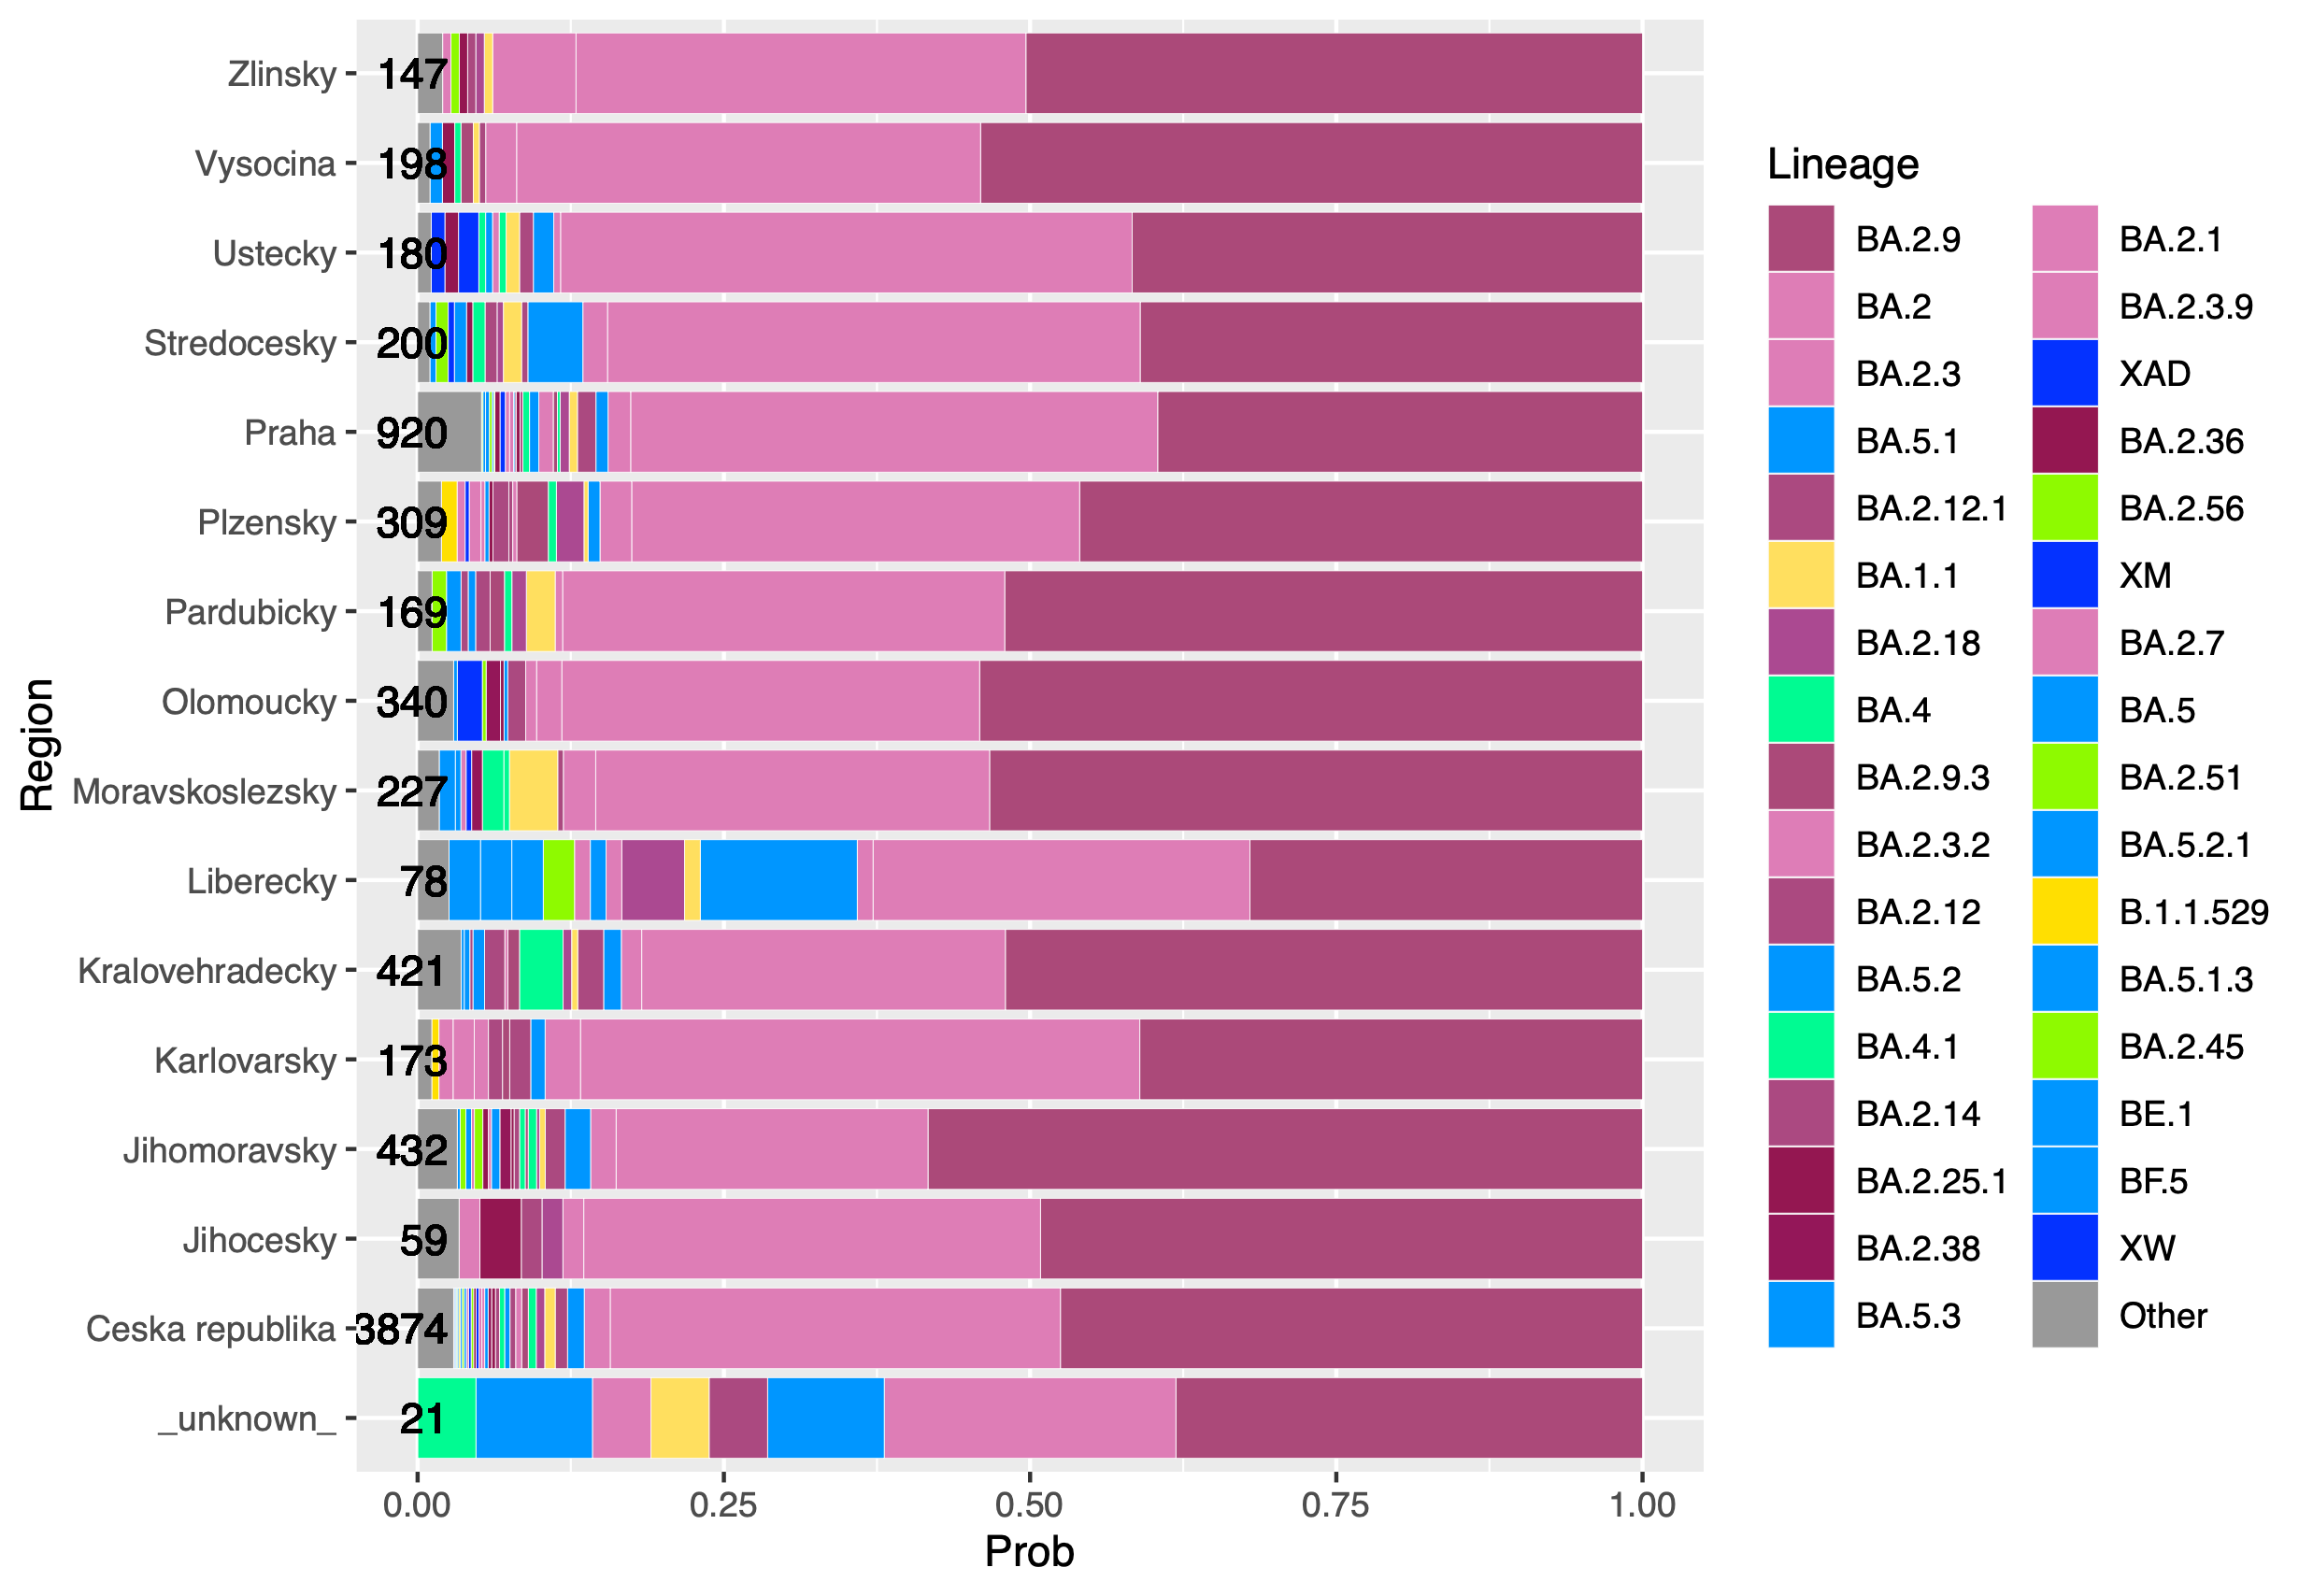 Region
Zlinsky
147
Vysocina
198
Ustecky
180
Stredocesky
200
Praha
920
Plzensky
309
Pardubicky
169
Olomoucky
340
Moravskoslezsky
227
Liberecky
78
Kralovehradecky
421
Karlovarsky
173
Jihomoravsky
432
Jihocesky
59
Ceska republika
3874
_unknown_
21
0.00 0.25 0.50 0.75 1.00
Prob
Lineage
BA.2.9
BA.2
BA.2.3
BA.5.1
BA.2.12.1
BA.1.1
BA.2.18
BA.4
BA.2.9.3
BA.2.3.2
BA.2.12
BA.5.2
BA.4.1
BA.2.14
BA.2.25.1
BA.2.38
BA.5.3
BA.2.1
BA.2.3.9
XAD
BA.2.36
BA.2.56
XM
BA.2.7
BA.5
BA.2.51
BA.5.2.1
B.1.1.529
BA.5.1.3
BA.2.45
BE.1
BF.5
XW
Other